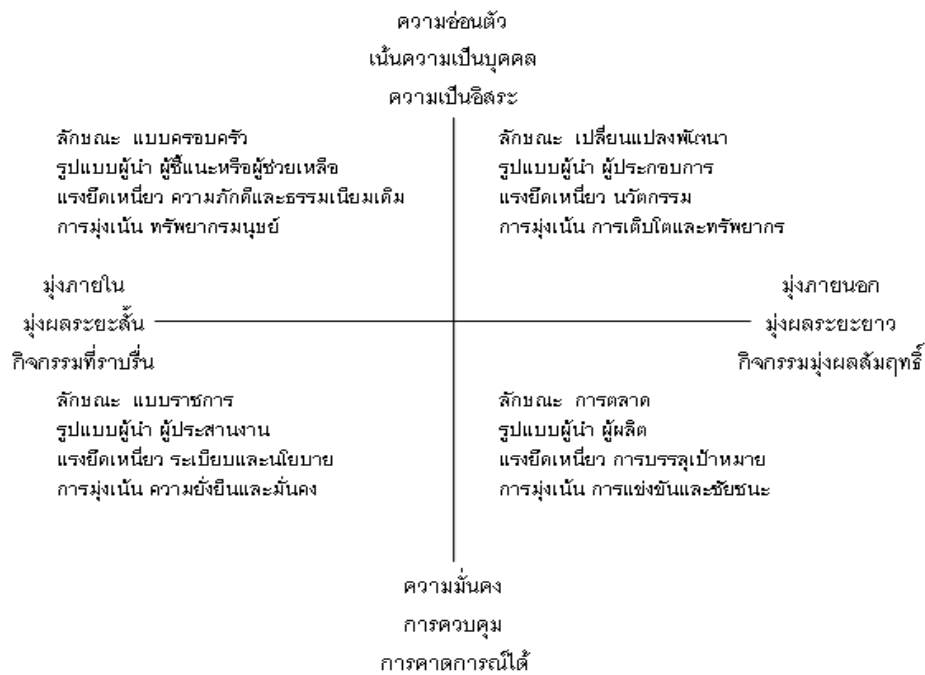 ความอ่อนตัว
เน้นความเป็นบุคคล
ความเป็นอิสระ
ลักษณะ แบบครอบครัว
รูปแบบผู้นำ ผู้ชี้แนะหรือผู้ช่วยเหลือ
แรงยึดเหนี่ยว ความภักดีและธรรมเนียมเดิม
การมุ่งเน้น ทรัพยากรมนุษย์
ลักษณะ เปลี่ยนแปลงพัฒนา
รูปแบบผู้นำ ผู้ประกอบการ
แรงยึดเหนี่ยว นวัตกรรม
การมุ่งเน้น การเติบโตและทรัพยากร
มุ่งภายใน
มุ่งผลระยะสั้น
กิจกรรมที่ราบรื่น
มุ่งภายนอก
มุ่งผลระยะยาว
กิจกรรมมุ่งผลสัมฤทธิ์
ลักษณะ แบบราชการ
รูปแบบผู้นำ ผู้ประสานงาน
แรงยึดเหนี่ยว ระเบียบและนโยบาย
การมุ่งเน้น ความยั่งยืนและมั่นคง
ลักษณะ การตลาด
รูปแบบผู้นำ ผู้ผลิต
แรงยึดเหนี่ยว การบรรลุเป้าหมาย
การมุ่งเน้น การแข่งขันและชัยชนะ
ความมั่นคง
การควบคุม
การคาดการณ์ได้